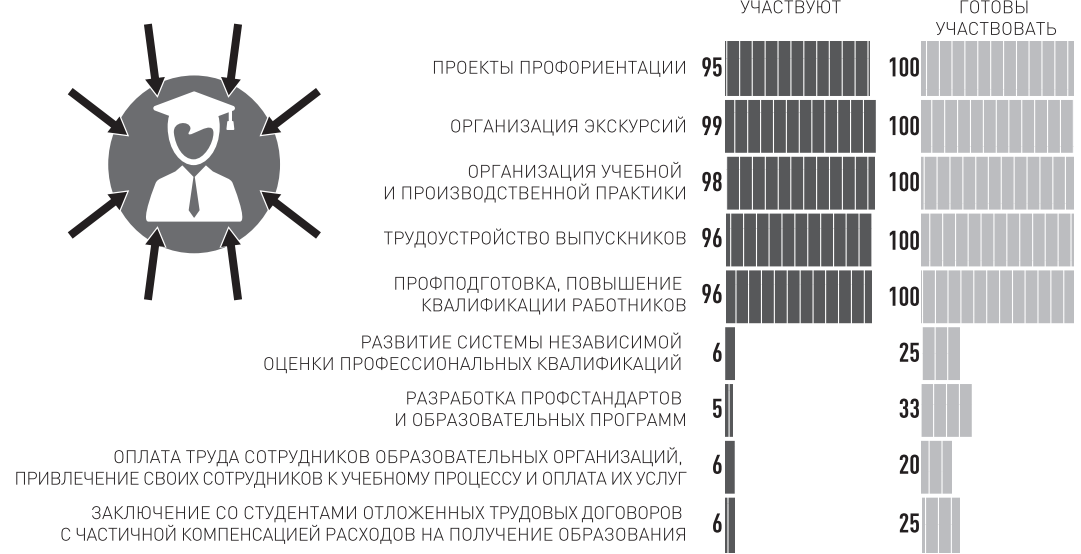 УЧАСТВУЮТ
ГОТОВЫ
УЧАСТВОВАТЬ
ПРОЕКТЫ ПРОФОРИЕНТАЦИИ 95 100
ОРГАНИЗАЦИЯ ЭКСКУРСИЙ 99 100
ОРГАНИЗАЦИЯ УЧЕБНОЙ
И ПРОИЗВОДСТВЕННОЙ ПРАКТИКИ 98 100
ТРУДОУСТРОЙСТВО ВЫПУСКНИКОВ 96 100
ПРОФПОДГОТОВКА, ПОВЫШЕНИЕ
КВАЛИФИКАЦИИ РАБОТНИКОВ 96 100
РАЗВИТИЕ СИСТЕМЫ НЕЗАВИСИМОЙ
ОЦЕНКИ ПРОФЕССИОНАЛЬНЫХ КВАЛИФИКАЦИЙ 6 25
РАЗРАБОТКА ПРОФСТАНДАРТОВ
И ОБРАЗОВАТЕЛЬНЫХ ПРОГРАММ 5 33
ОПЛАТА ТРУДА СОТРУДНИКОВ ОБРАЗОВАТЕЛЬНЫХ ОРГАНИЗАЦИЙ,
ПРИВЛЕЧЕНИЕ СВОИХ СОТРУДНИКОВ К УЧЕБНОМУ ПРОЦЕССУ И ОПЛАТА ИХ УСЛУГ 6 20
ЗАКЛЮЧЕНИЕ СО СТУДЕНТАМИ ОТЛОЖЕННЫХ ТРУДОВЫХ ДОГОВОРОВ
С ЧАСТИЧНОЙ КОМПЕНСАЦИЕЙ РАСХОДОВ НА ПОЛУЧЕНИЕ ОБРАЗОВАНИЯ 6 25